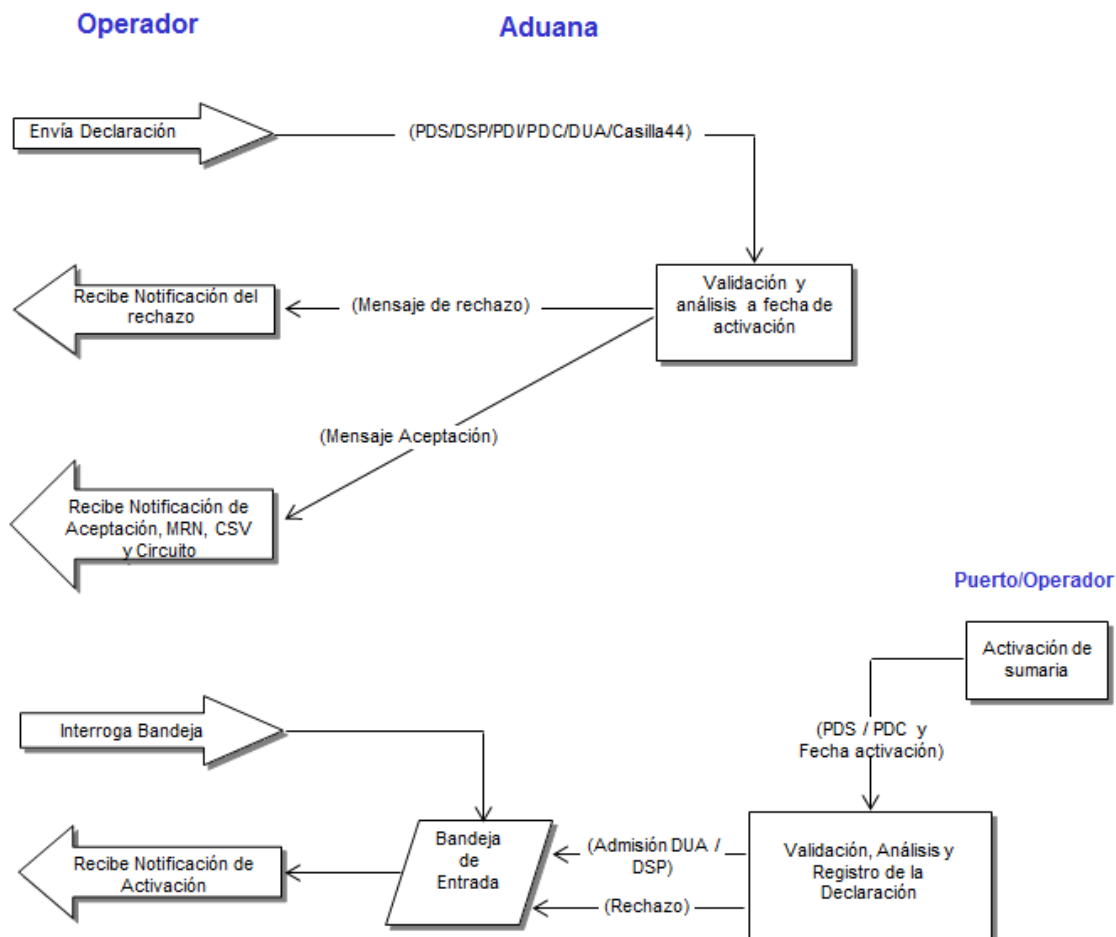 Operador
Aduana
Envía Declaración
(PDS/DSP/PDI/PDC/DUA/Casilla44)
Recibe Notificación del
rechazo
(Mensaje de rechazo)
Validación y
análisis a fecha de
activación
(Mensaje Aceptación)
Recibe Notificación de
Aceptación, MRN, CSV
y Circuito
Puerto/Operador
Activación de
sumaria
Interroga Bandeja
(PDS / PDC y
Fecha activación)
Recibe Notificación de
Activación
Bandeja
de
Entrada
(Admisión DUA /
DSP)
(Rechazo)
Validación, Análisis y
Registro de la
Declaración